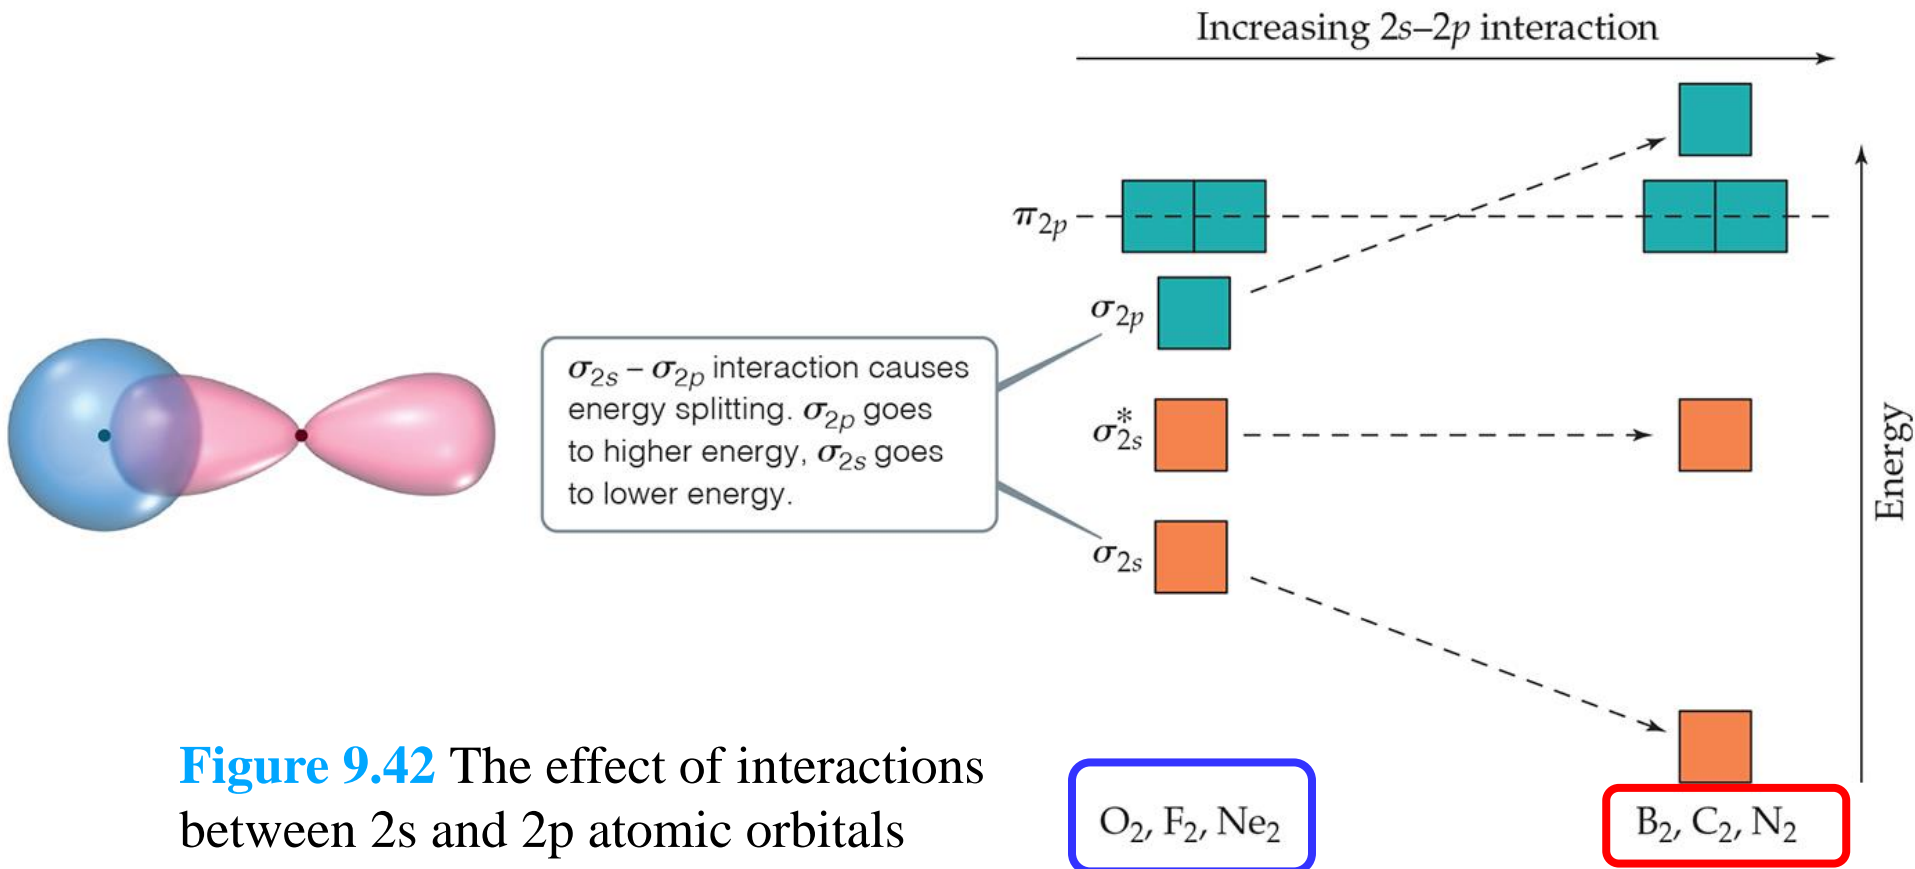 Increasing 2s–2p interaction
π₂ₚ
σ₂ₚ
σ₂ₛ – σ₂ₚ interaction causes
energy splitting. σ₂ₚ goes
to higher energy, σ₂ₛ goes
to lower energy.
σ*₂ₛ
σ₂ₛ
Energy
Figure 9.42 The effect of interactions
between 2s and 2p atomic orbitals
O₂, F₂, Ne₂
B₂, C₂, N₂